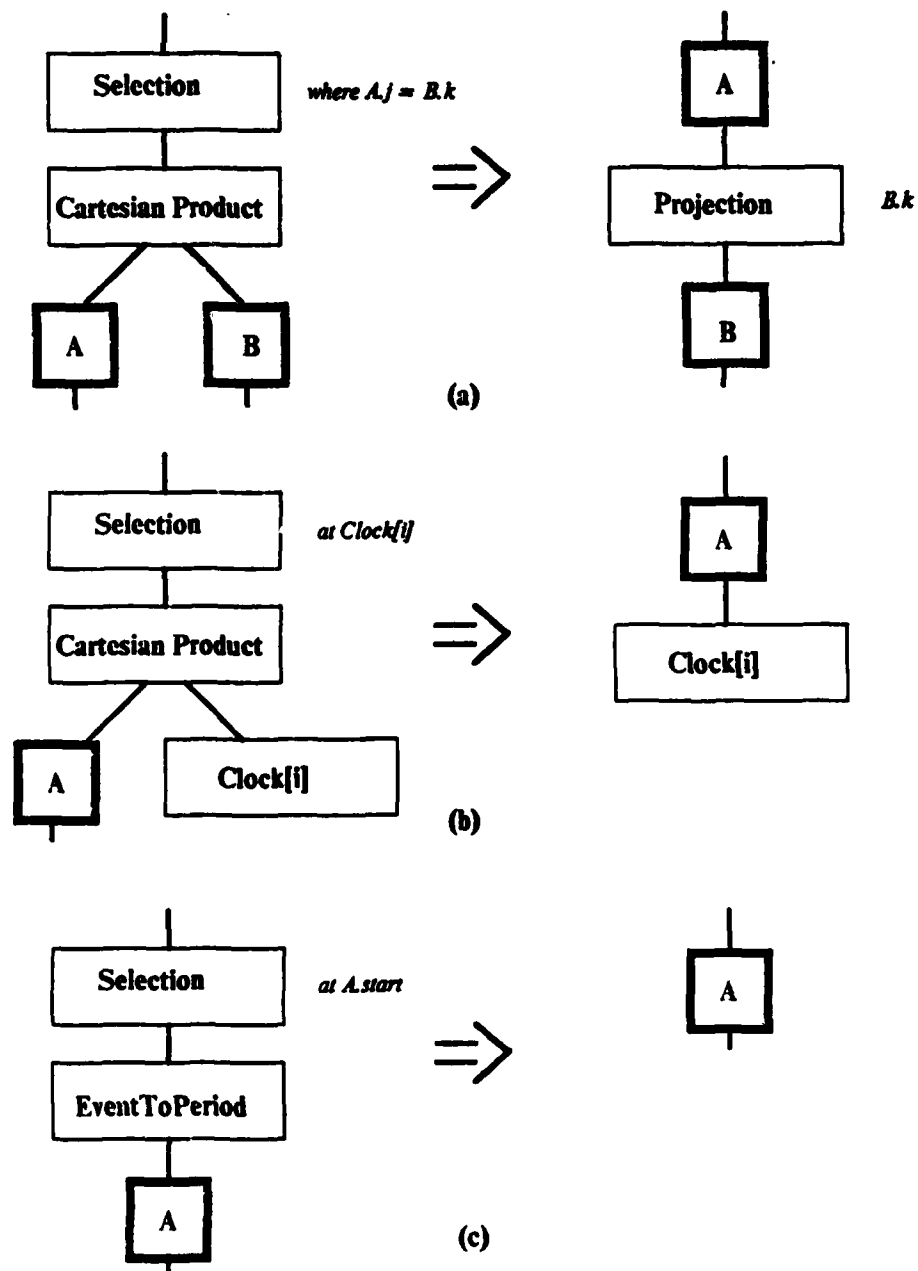 Selection
where A.j = B.k
Cartesian Product
A
B
A
Projection
B.k
B
(a)
Selection
at Clock[i]
Cartesian Product
A
Clock[i]
A
Clock[i]
(b)
Selection
at A.start
EventToPeriod
A
A
(c)